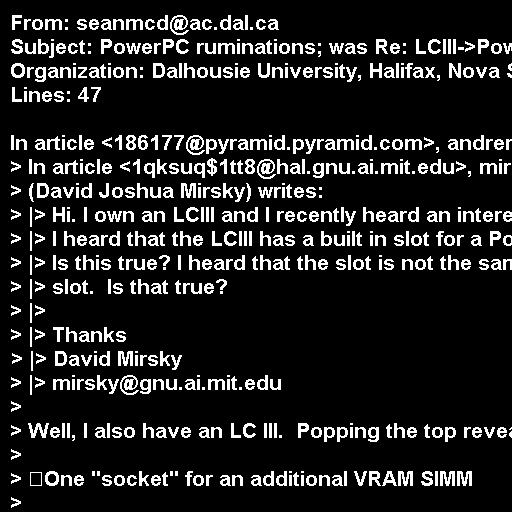 From: seanmcd@ac.dal.ca
Subject: PowerPC ruminations; was Re: LCIII->Pow
Organization: Dalhousie University, Halifax, Nova S
Lines: 47

In article <186177@pyramid.pyramid.com>, andrer
> In article <1qksuq$1tt8@hal.gnu.ai.mit.edu>, mir
> (David Joshua Mirsky) writes:
> |> Hi. I own an LCIII and I recently heard an intere
> |> I heard that the LCIII has a built in slot for a Po
> |> Is this true? I heard that the slot is not the sam
> |> slot.  Is that true?
> |>
> |> Thanks
> |> David Mirsky
> |> mirsky@gnu.ai.mit.edu
>
> Well, I also have an LC III.  Popping the top revea
>
> One "socket" for an additional VRAM SIMM
>